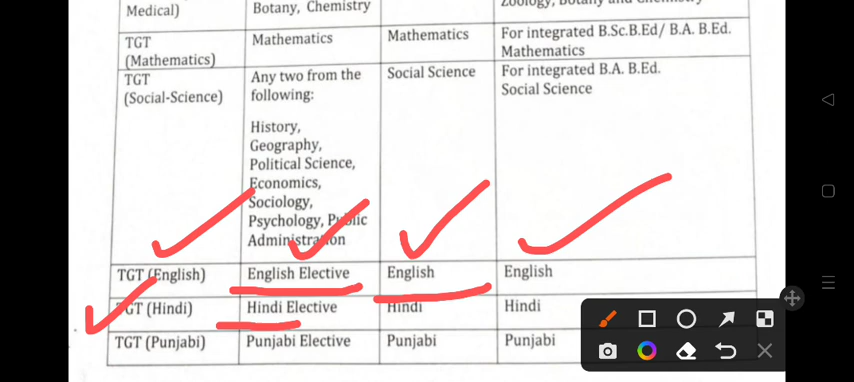 Medical)
Botany, Chemistry
TGT
(Mathematics)
Mathematics
Mathematics
For integrated B.Sc.B.Ed/ B.A. B.Ed.
Mathematics
TGT
(Social-Science)
Any two from the
following:
History,
Geography,
Political Science,
Economics,
Sociology,
Psychology, Public
Administration
Social Science
For integrated B.A. B.Ed.
Social Science
TGT (English)
English Elective
English
English
TGT (Hindi)
Hindi Elective
Hindi
Hindi
TGT (Punjabi)
Punjabi Elective
Punjabi
Punjabi